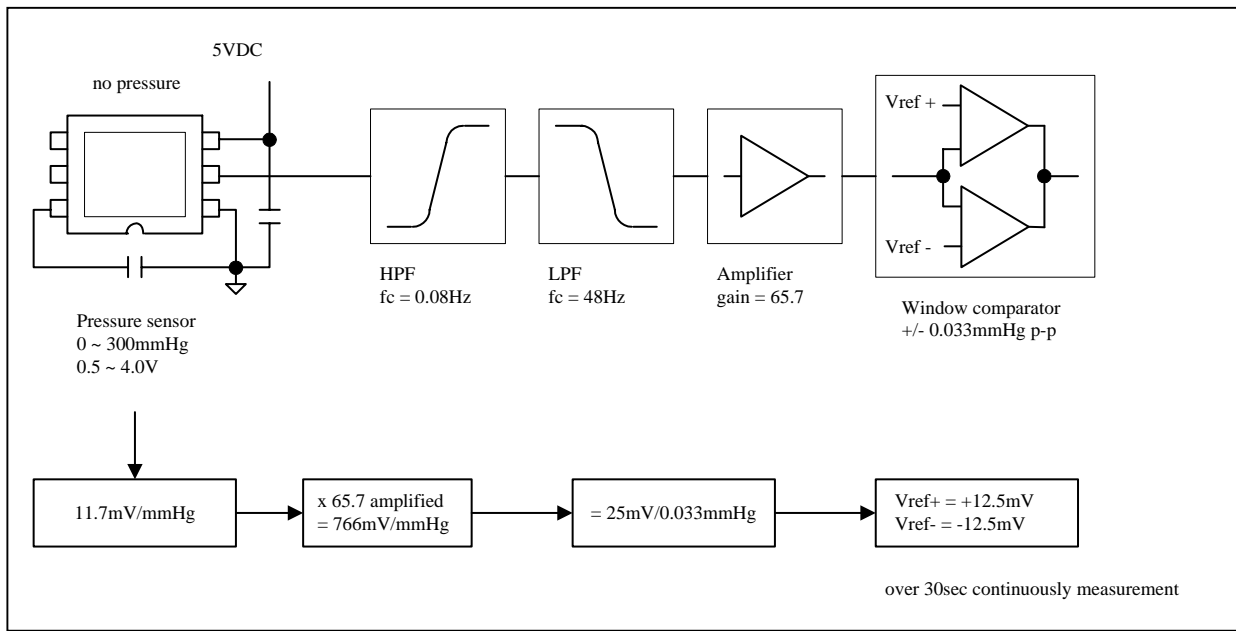 5VDC
no pressure
Vref +
Vref -
HPF
fc = 0.08Hz
LPF
fc = 48Hz
Amplifier
gain = 65.7
Window comparator
+/- 0.033mmHg p-p
Pressure sensor
0 ~ 300mmHg
0.5 ~ 4.0V
11.7mV/mmHg
x 65.7 amplified
= 766mV/mmHg
= 25mV/0.033mmHg
Vref+ = +12.5mV
Vref- = -12.5mV
over 30sec continuously measurement